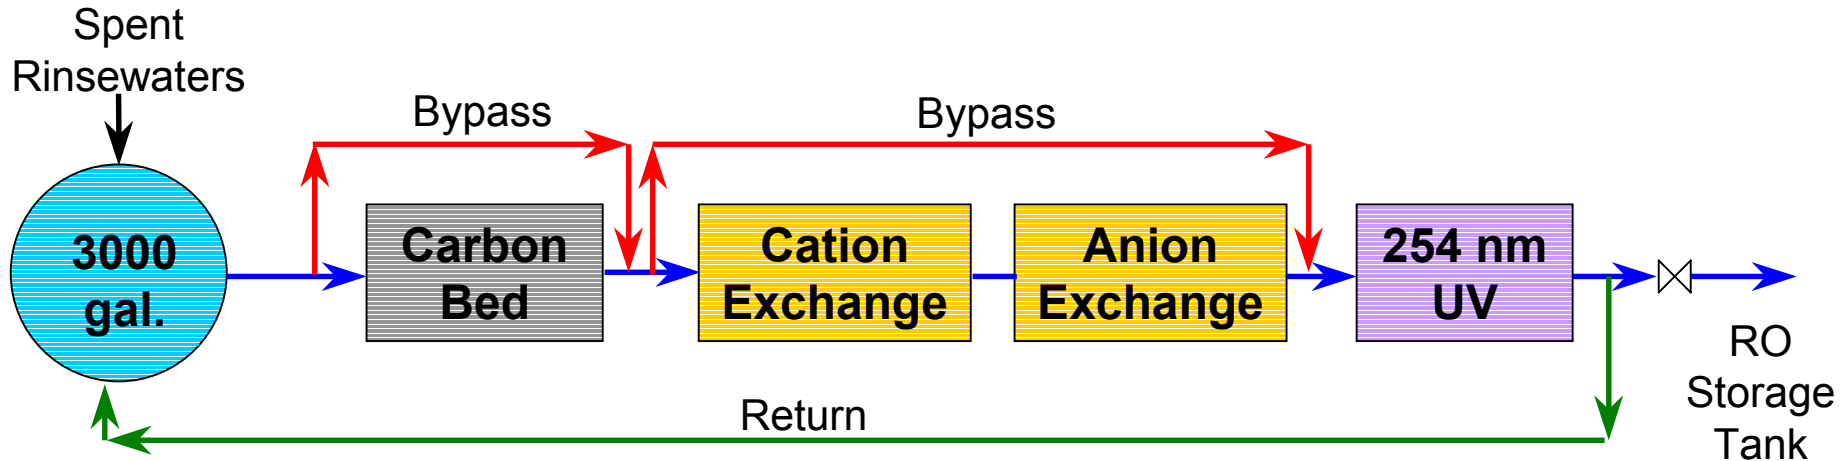 Spent
Rinsewaters
Bypass
Bypass
3000
gal.
Carbon
Bed
Cation
Exchange
Anion
Exchange
254 nm
UV
RO
Storage
Tank
Return